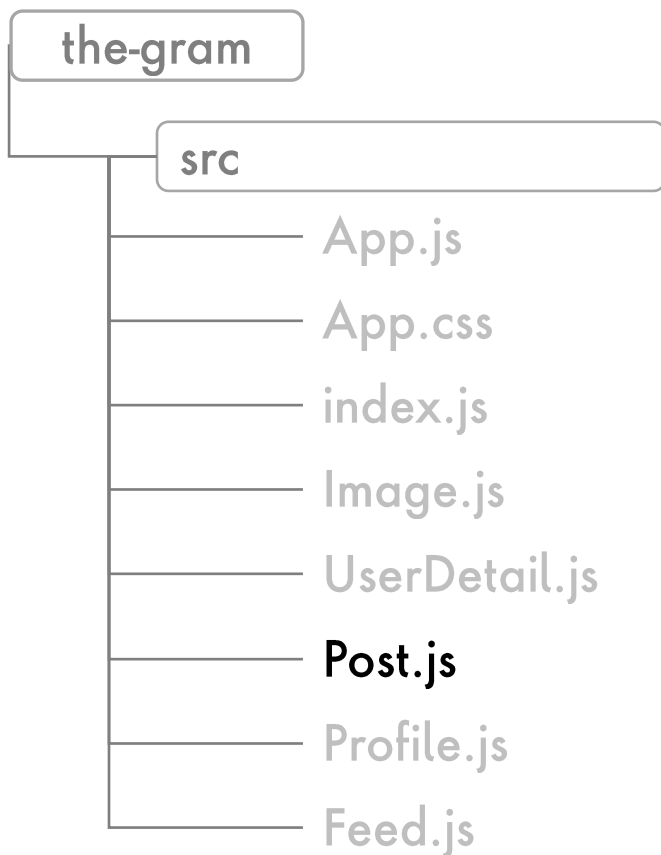 the-gram
src
App.js
App.css
index.js
Image.js
UserDetail.js
Post.js
Profile.js
Feed.js